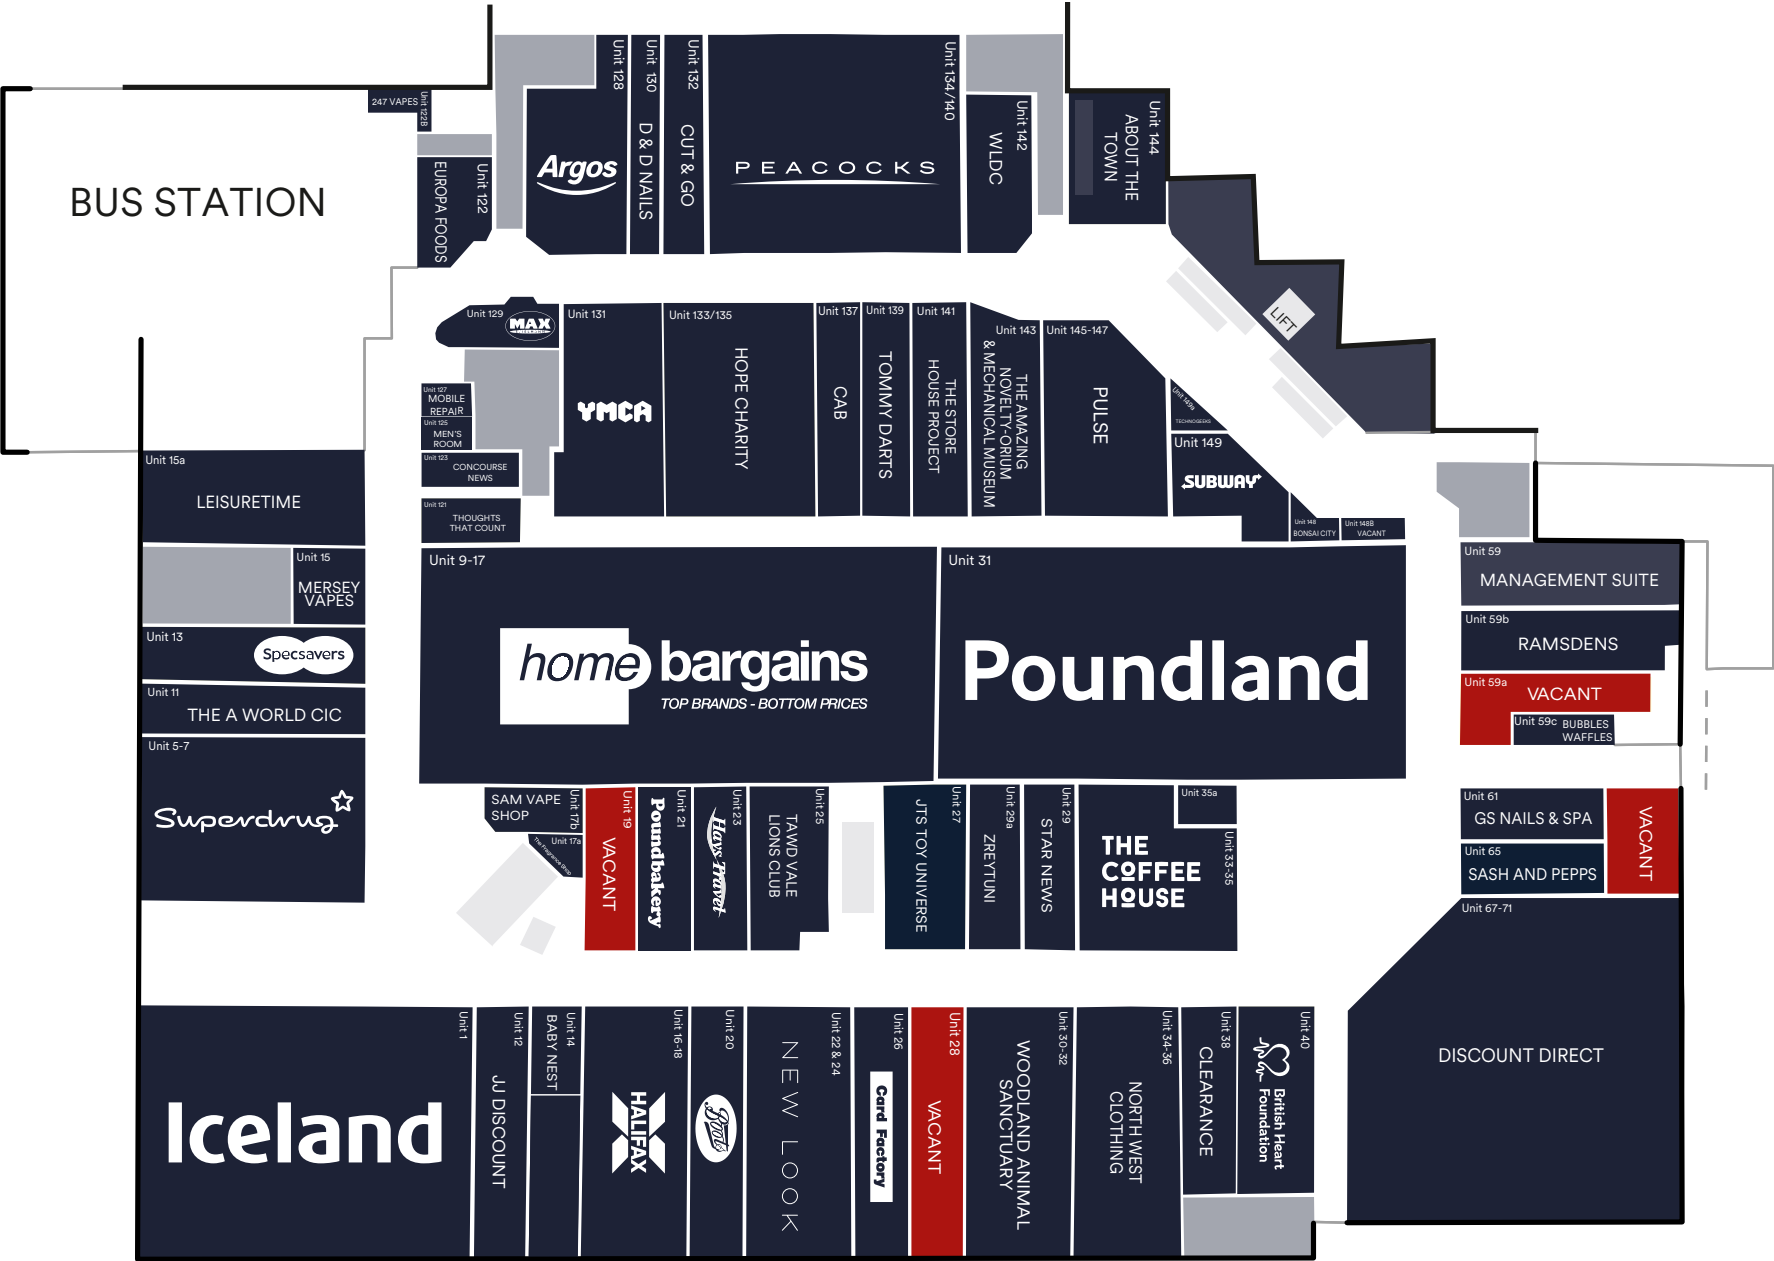 BUS STATION
247 VAPES
Unit 122B
Unit 122
EUROPA FOODS
Unit 128
Argos
Unit 130
D & D NAILS
Unit 132
CUT & GO
Unit 134/140
PEACOCKS
Unit 142
WLDC
Unit 144
ABOUT THE
TOWN
LIFT
Unit 129
MAX
Unit 131
YMCA
Unit 133/135
HOPE CHARITY
Unit 137
CAB
Unit 139
TOMMY DARTS
Unit 141
THE STORE
HOUSE PROJECT
Unit 143
THE AMAZING
NOVELTY-ORIUM
& MECHANICAL MUSEUM
Unit 145-147
PULSE
Unit 149a
TECHNOGEEKS
Unit 149
SUBWAY
Unit 148
BONSAI CITY
Unit 148B
VACANT
Unit 127
MOBILE
REPAIR
Unit 125
MEN'S
ROOM
Unit 123
CONCOURSE
NEWS
Unit 121
THOUGHTS
THAT COUNT
Unit 15a
LEISURETIME
Unit 15
MERSEY
VAPES
Unit 13
Specsavers
Unit 11
THE A WORLD CIC
Unit 5-7
Superdrug
Unit 9-17
home bargains
TOP BRANDS - BOTTOM PRICES
Unit 31
Poundland
Unit 59
MANAGEMENT SUITE
Unit 59b
RAMSDENS
Unit 59a
VACANT
Unit 59c
BUBBLES
WAFFLES
Unit 61
GS NAILS & SPA
Unit 65
SASH AND PEPPS
VACANT
Unit 67-71
DISCOUNT DIRECT
SAM VAPE
SHOP
Unit 17b
Unit 17a
The Fragrance Shop
Unit 19
VACANT
Unit 21
Poundbakery
Unit 23
Hays Travel
Unit 25
TAWD VALE
LIONS CLUB
Unit 27
JTS TOY UNIVERSE
Unit 29a
ZREYTUNI
Unit 29
STAR NEWS
THE
COFFEE
HOUSE
Unit 35a
Unit 33-35
Unit 1
Iceland
Unit 12
JJ DISCOUNT
Unit 14
BABY NEST
Unit 16-18
HALIFAX
Unit 20
Boots
Unit 22 & 24
NEW LOOK
Unit 26
Card Factory
Unit 28
VACANT
Unit 30-32
WOODLAND ANIMAL
SANCTUARY
Unit 34-36
NORTH WEST
CLOTHING
Unit 38
CLEARANCE
Unit 40
British Heart
Foundation